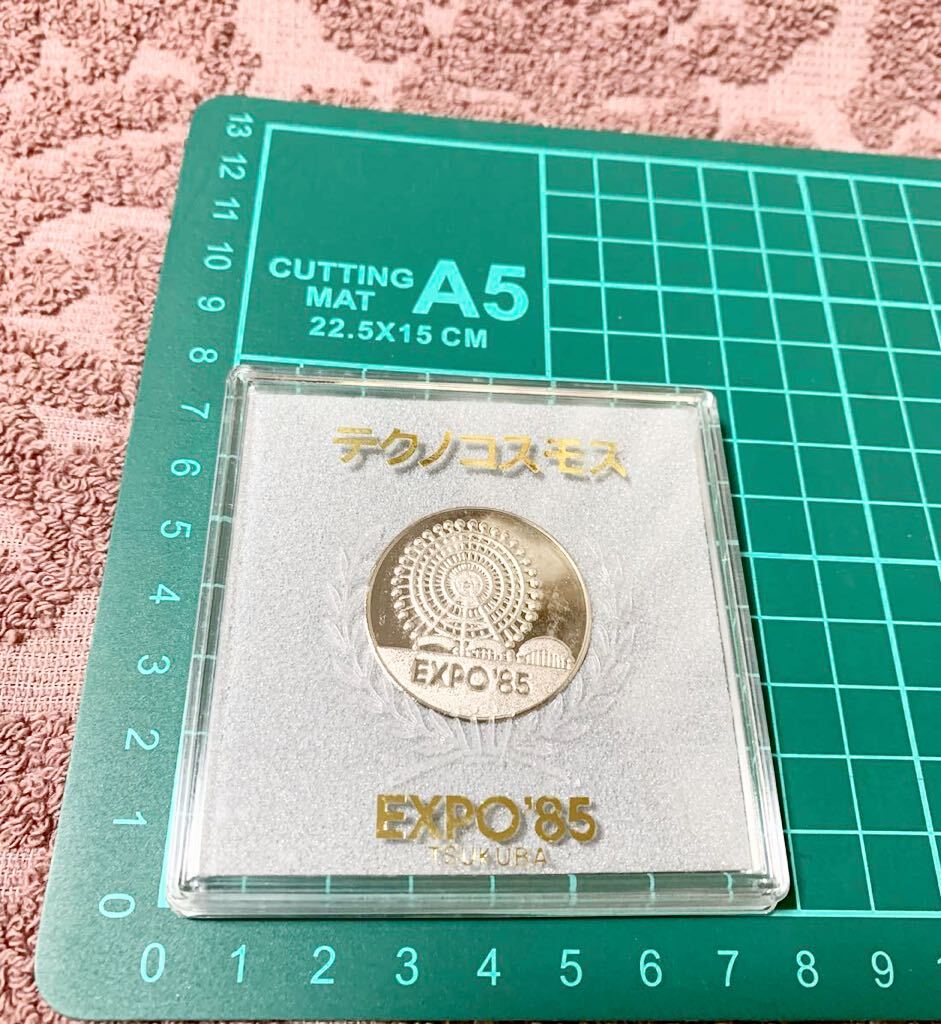 13
12
11
10
9
8
7
6
5
4
3
2
1
0
CUTTING
MAT
A5
22.5X15 CM
テクノコスモス
EXPO'85
EXPO'85
TSUKUBA
0 1 2 3 4 5 6 7 8 9